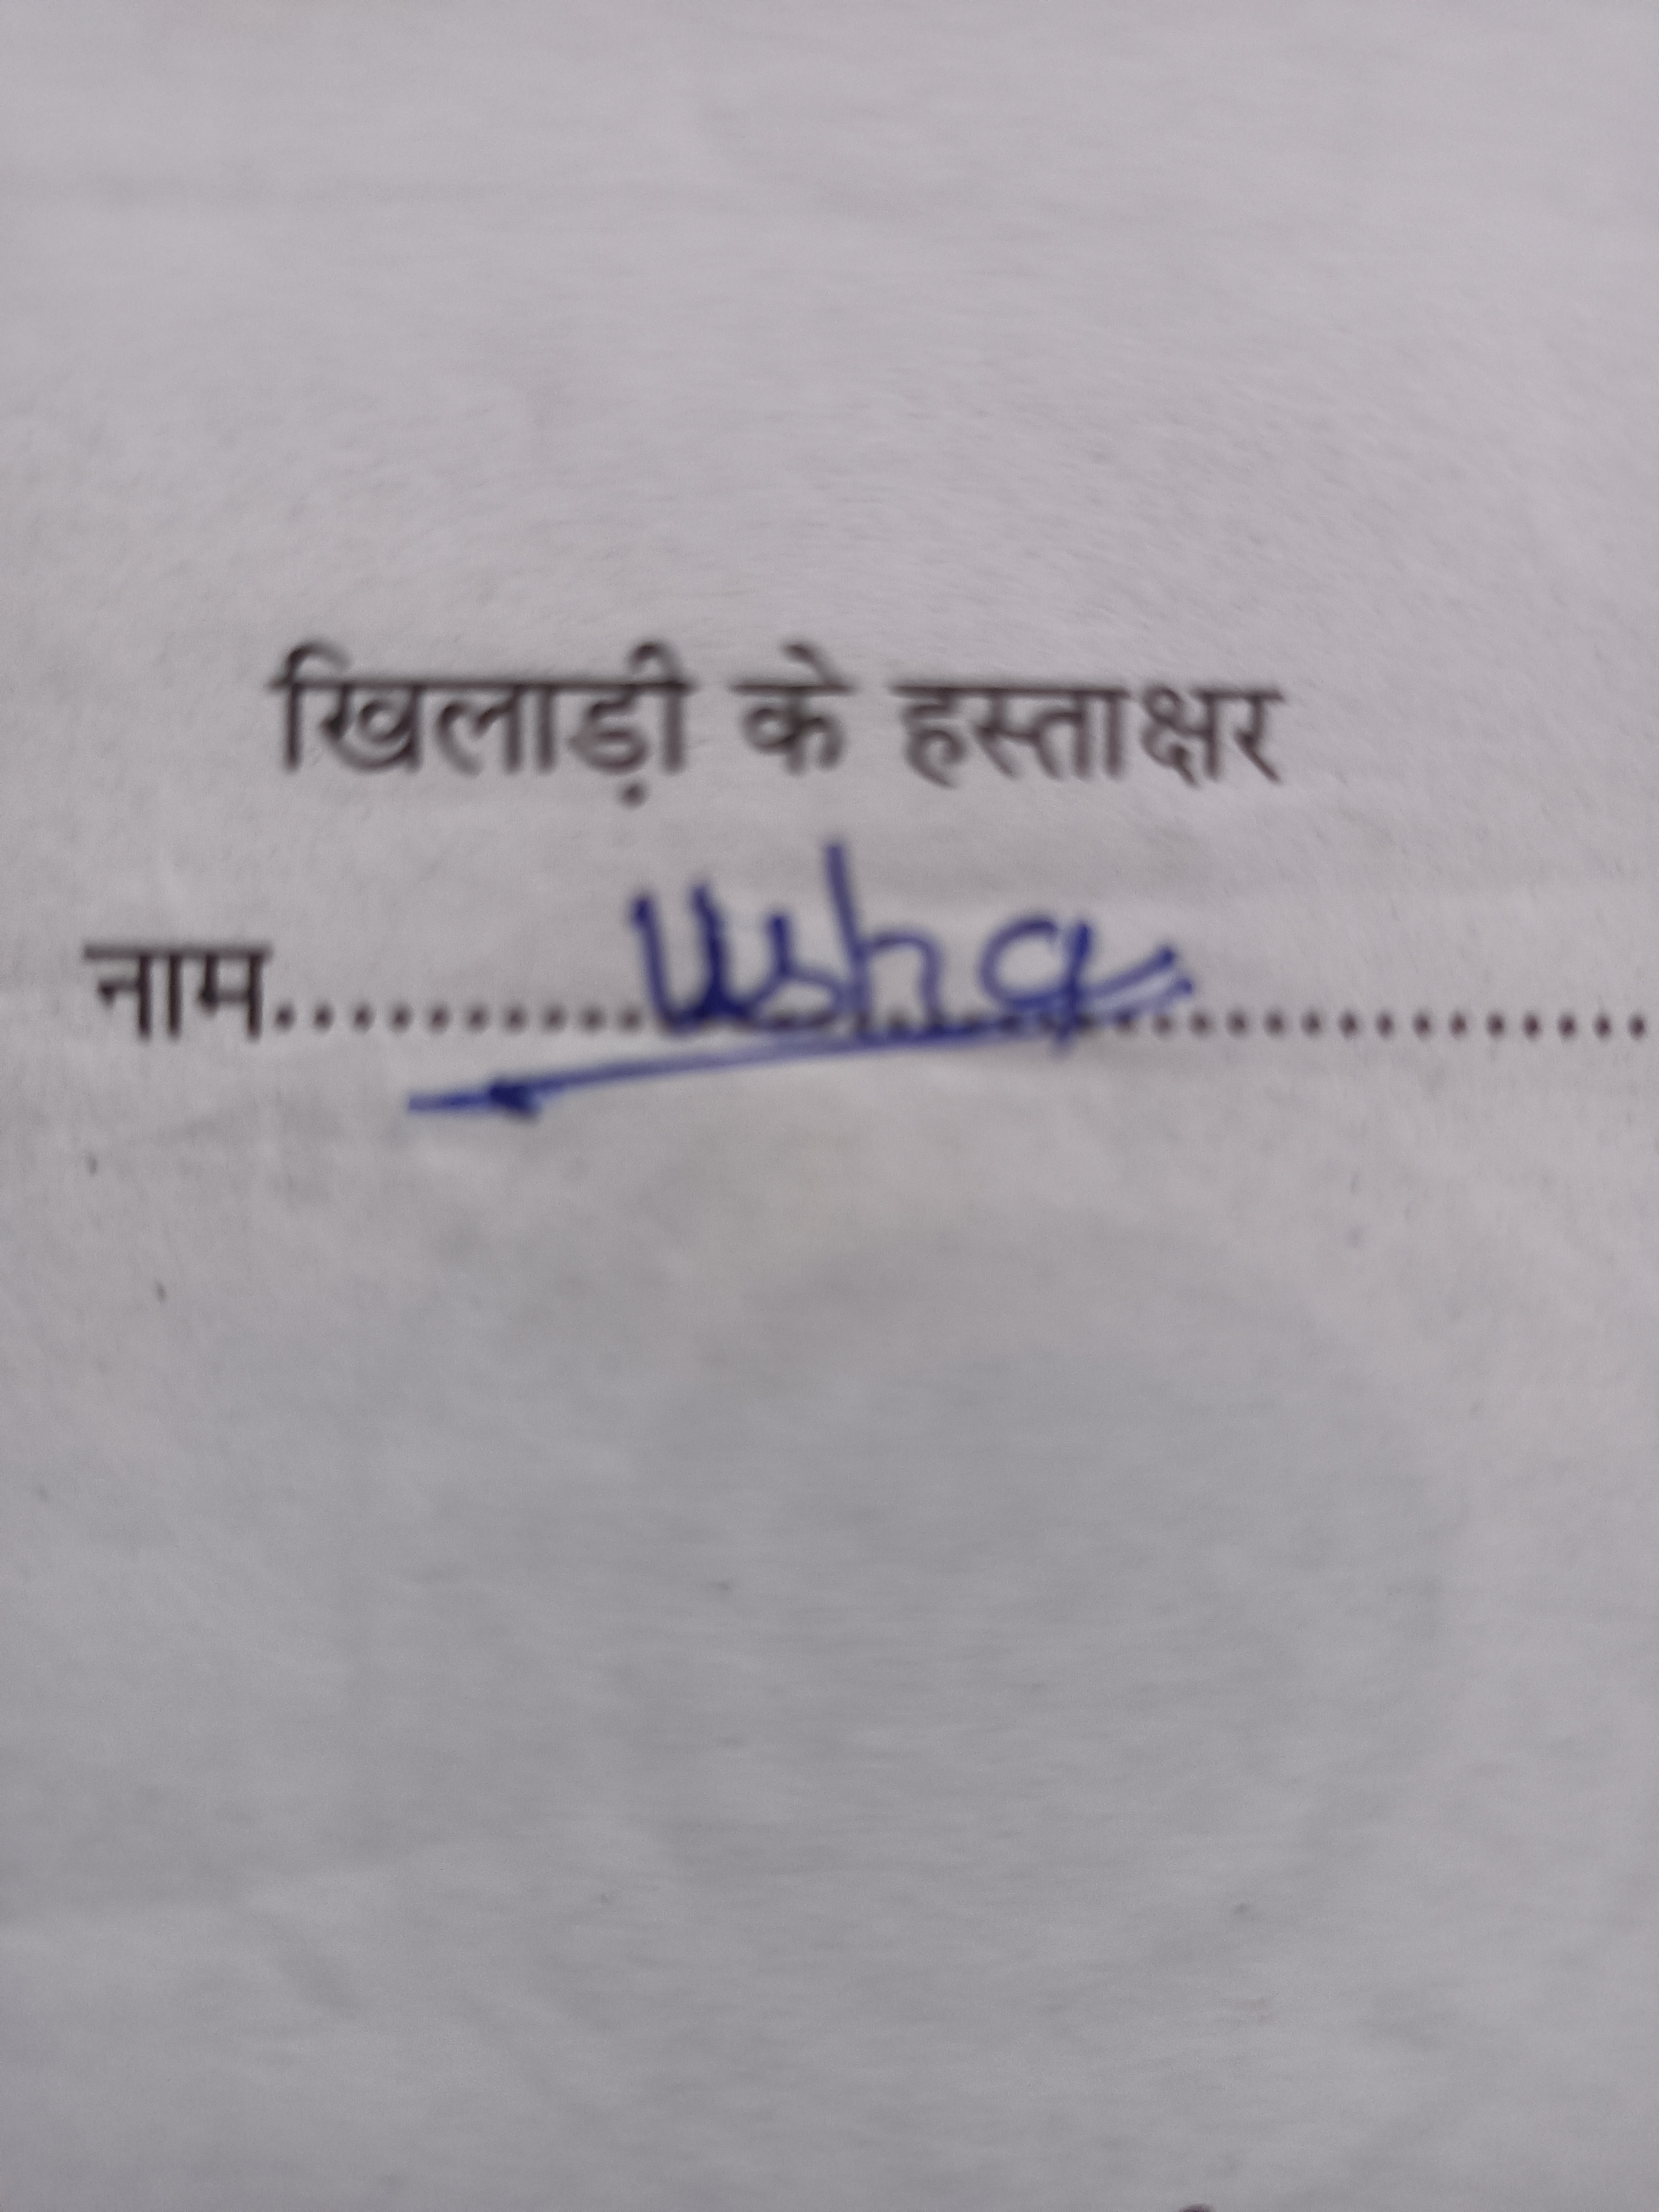 खिलाड़ी के हस्ताक्षर
नाम.......... Usha ....................